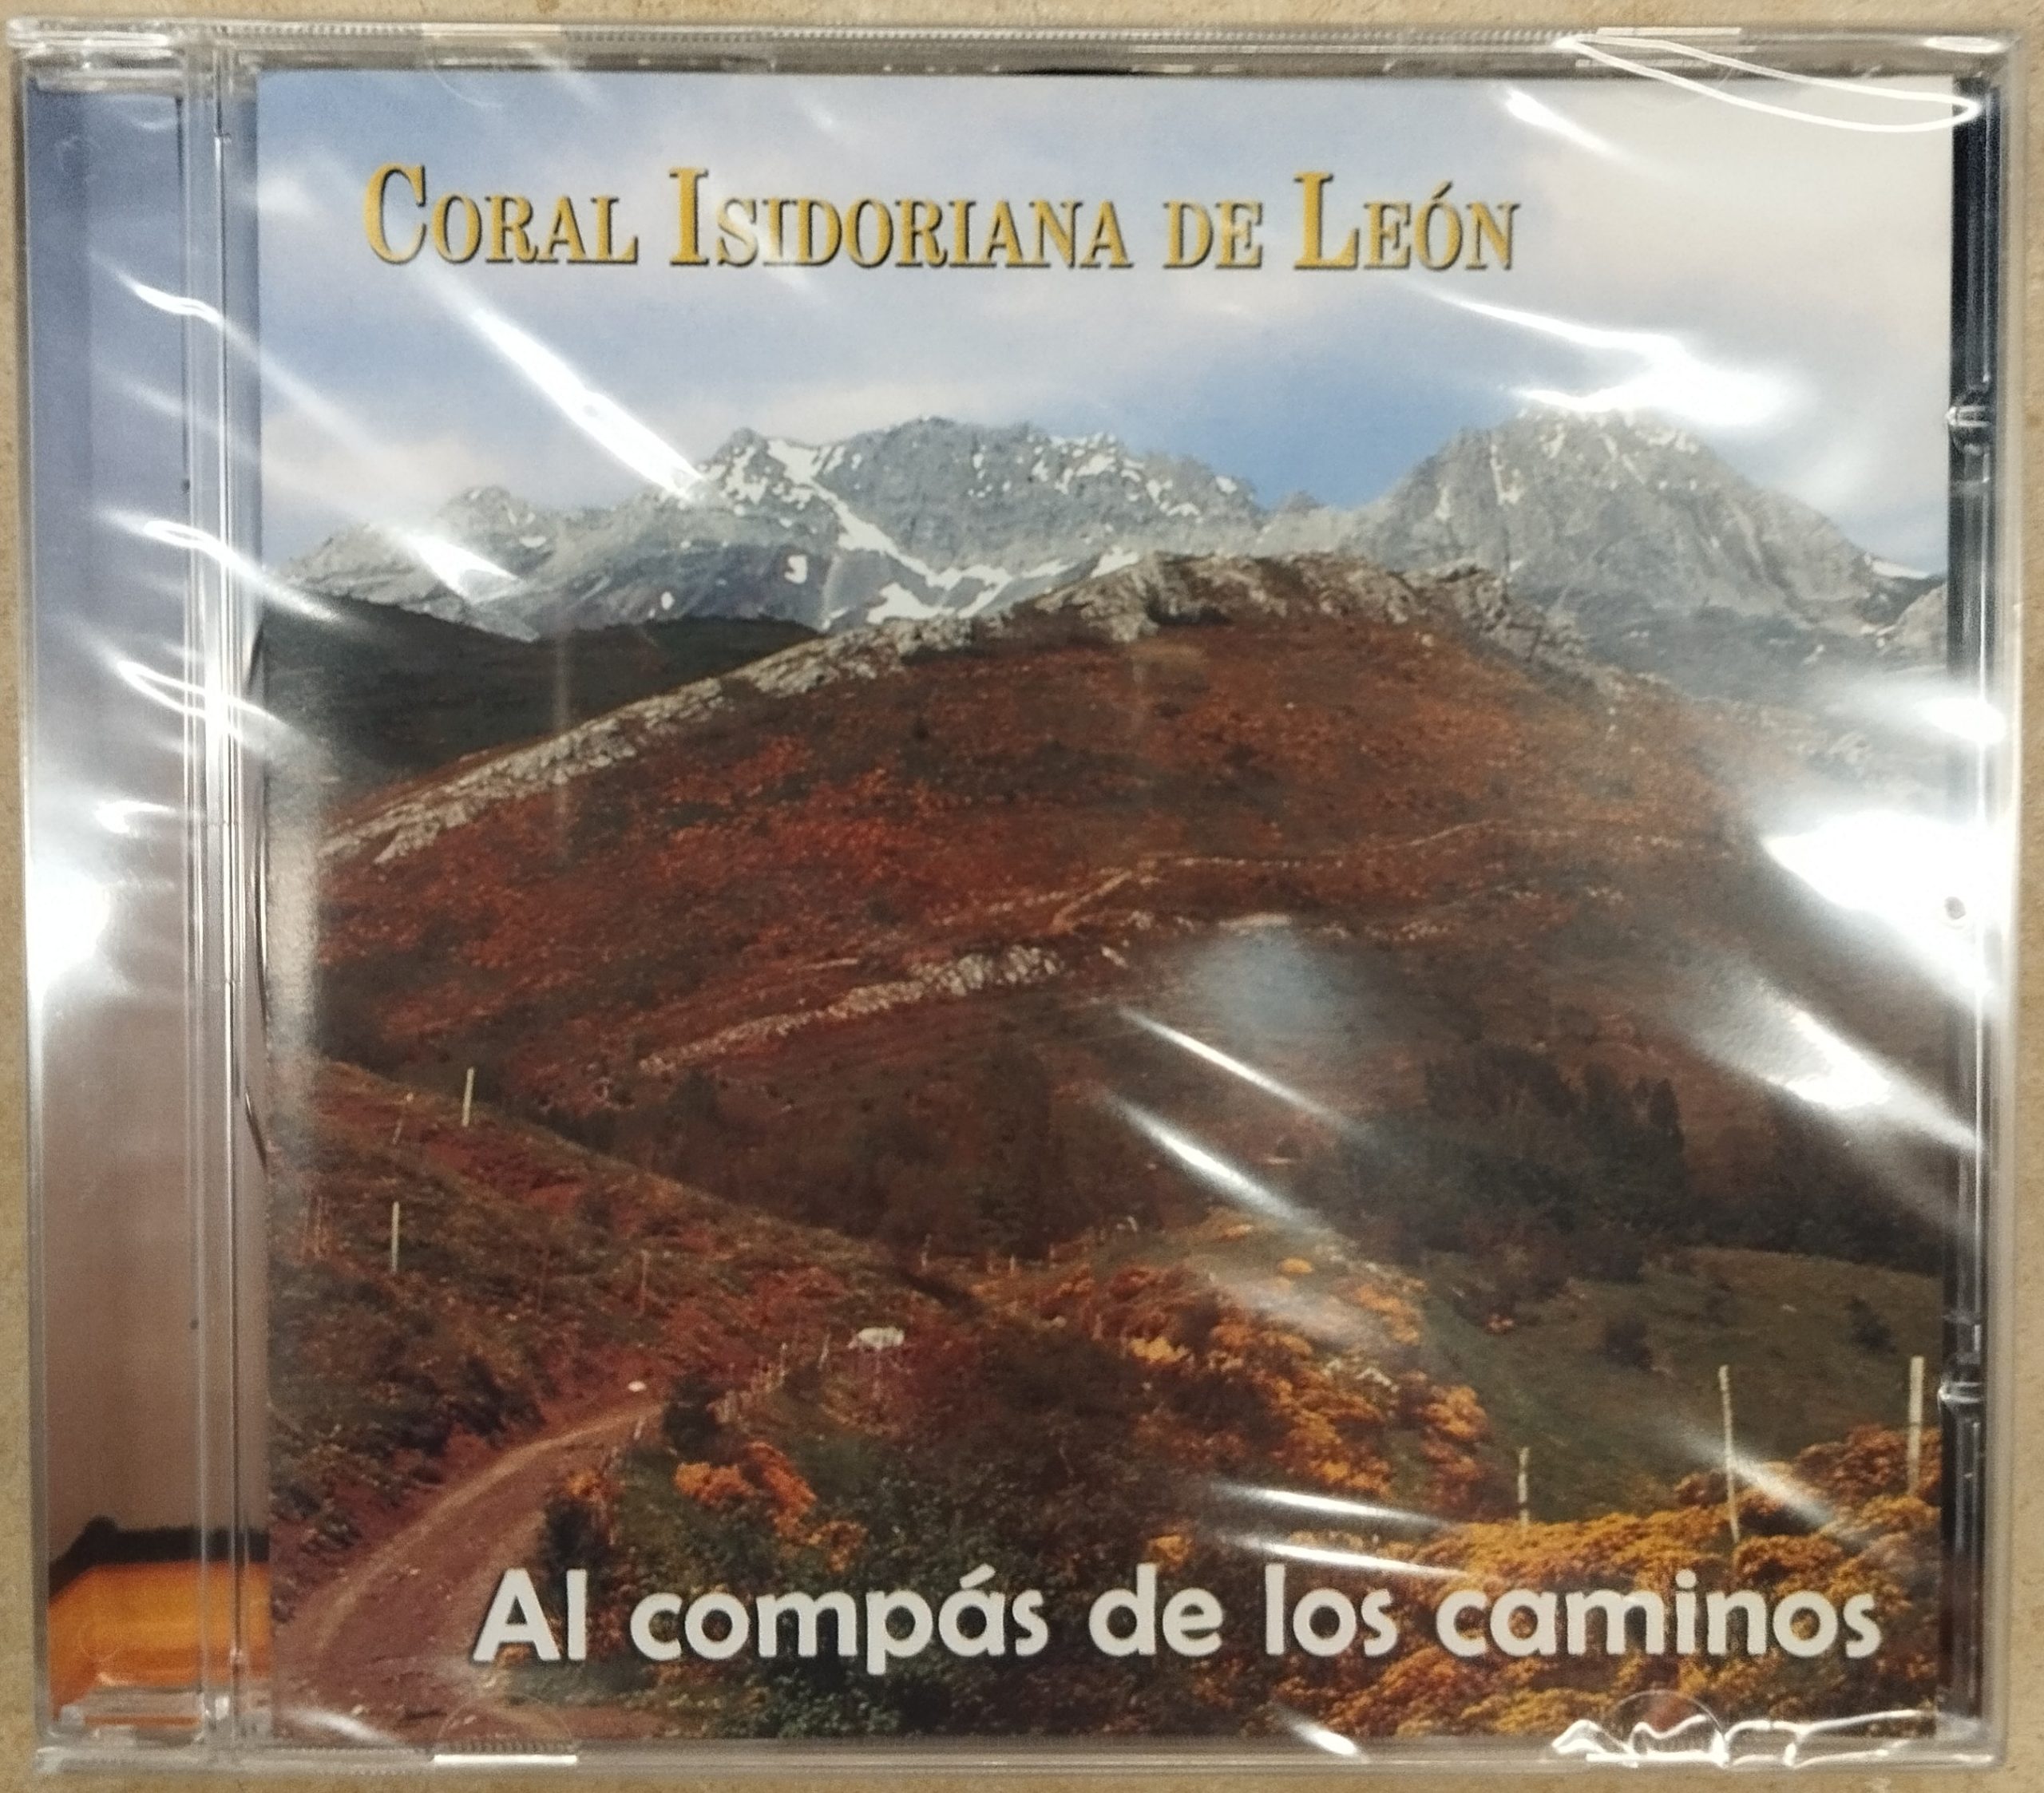 CORAL ISIDORIANA DE LEÓN
Al compás de los caminos